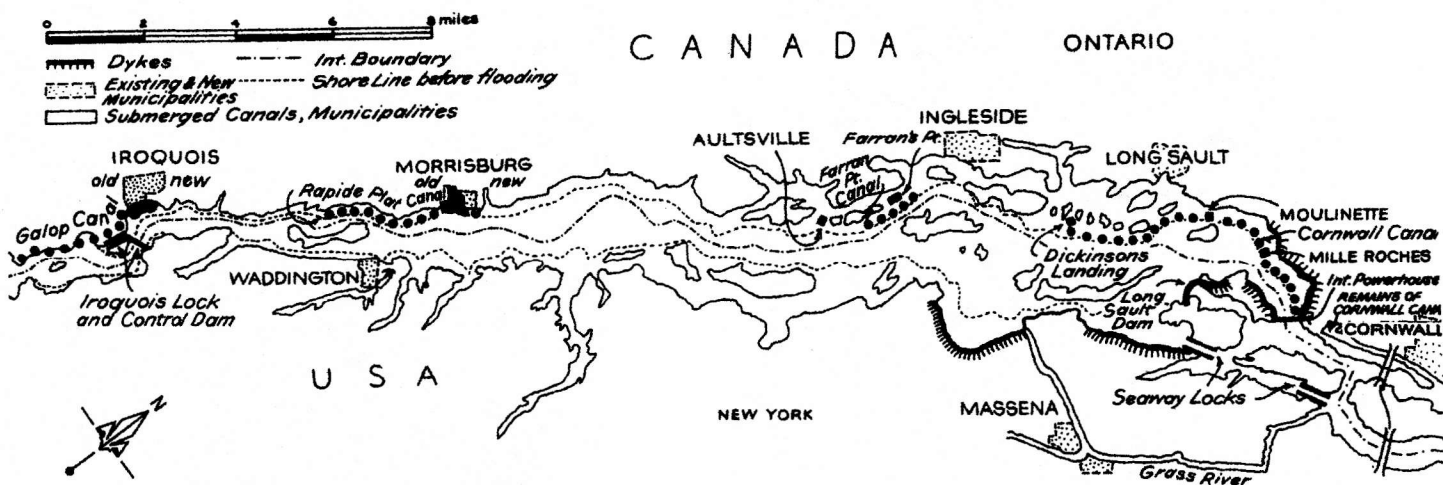 0 2 4 6 8 miles
Dykes
Int. Boundary
Existing & New
Municipalities
Shore Line before flooding
Submerged Canals, Municipalities
CANADA
ONTARIO
IROQUOIS
old new
Galop Canal
Iroquois Lock
and Control Dam
Rapide Plat Canal
MORRISBURG
old new
WADDINGTON
AULTSVILLE
Farran's Pt.
Farran
Pt.
Canal
INGLESIDE
LONG SAULT
Dickinsons
Landing
MOULINETTE
Cornwall Canal
MILLE ROCHES
Int. Powerhouse
REMAINS OF
CORNWALL CANA
CORNWALL
Long
Sault
Dam
Seaway Locks
USA
NEW YORK
MASSENA
Grass River
N